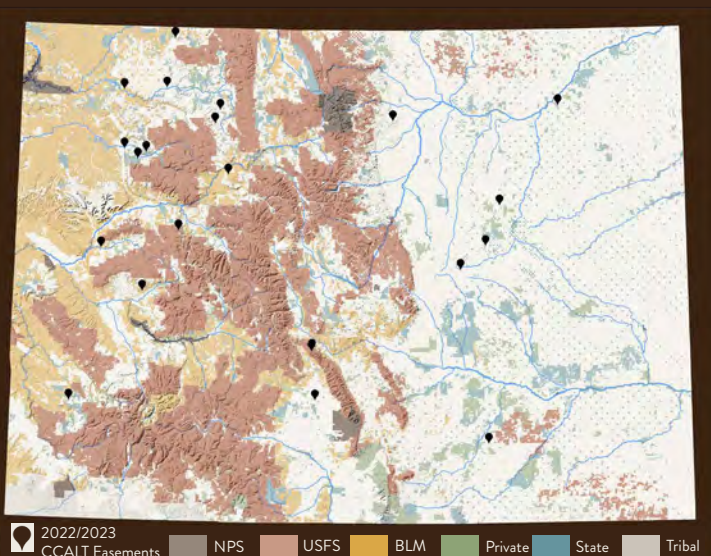 2022/2023
CCALT Easements
NPS
USFS
BLM
Private
State
Tribal